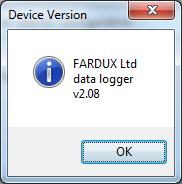 Device Version
FARDUX Ltd
data logger
v2.08
OK